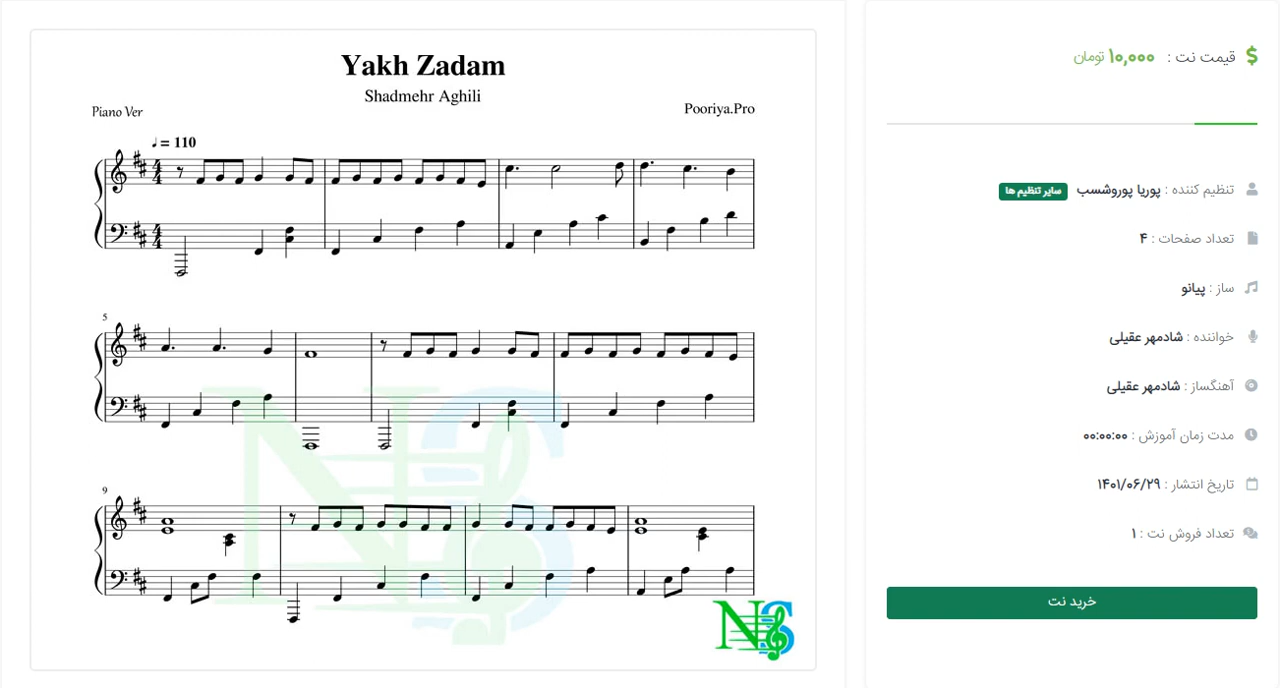 Yakh Zadam
Shadmehr Aghili
Piano Ver
Pooriya.Pro
♩ = 110
5
9
NS
قیمت نت : ۱۰,۰۰۰ تومان
تنظیم کننده : پوریا پوروشسب سایر تنظیم ها
تعداد صفحات : ۴
ساز : پیانو
خواننده : شادمهر عقیلی
آهنگساز : شادمهر عقیلی
مدت زمان آموزش : ۰۰:۰۰:۰۰
تاریخ انتشار : ۱۴۰۱/۰۶/۲۹
تعداد فروش نت : ۱
خرید نت